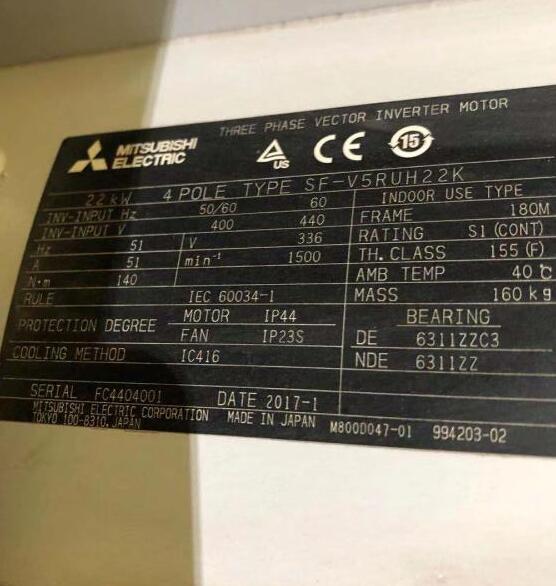 MITSUBISHI
ELECTRIC
THREE PHASE VECTOR INVERTER MOTOR
US CE 15
22 kW 4 POLE TYPE SF-V5RUH22K
INV-INPUT Hz 50/60 60
INV-INPUT V 400 440
Hz 51 V 336
A 51 min⁻¹ 1500
N·m 140
RULE IEC 60034-1
PROTECTION DEGREE MOTOR IP44
FAN IP23S
COOLING METHOD IC416
INDOOR USE TYPE
FRAME 180M
RATING S1 (CONT)
TH. CLASS 155 (F)
AMB TEMP 40℃
MASS 160 kg
BEARING
DE 6311ZZC3
NDE 6311ZZ
SERIAL FC4404001 DATE 2017-1
MITSUBISHI ELECTRIC CORPORATION MADE IN JAPAN
TOKYO 100-8310, JAPAN
M800D047-01 994203-02